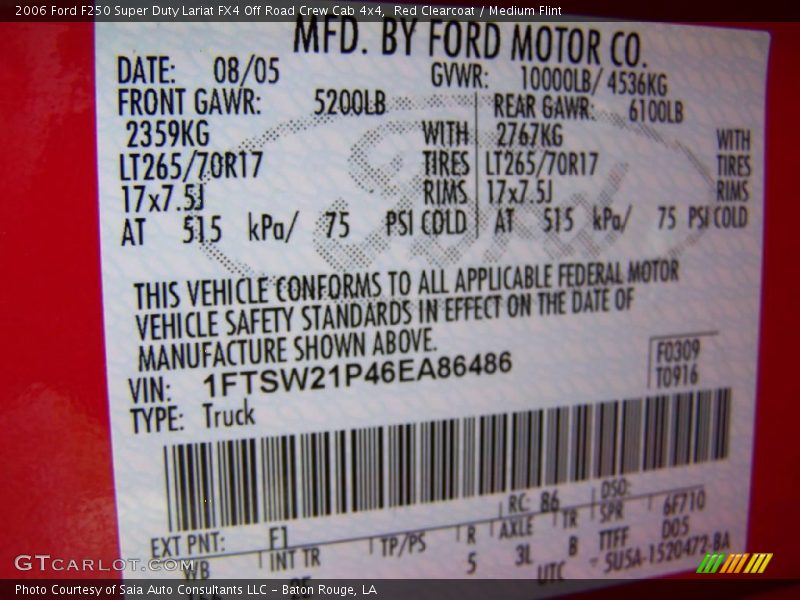 2006 Ford F250 Super Duty Lariat FX4 Off Road Crew Cab 4x4, Red Clearcoat / Medium Flint
MFD. BY FORD MOTOR CO.
DATE: 08/05 GVWR: 10000LB/ 4536KG
FRONT GAWR: 5200LB REAR GAWR: 6100LB
2359KG WITH 2767KG WITH
LT265/70R17 TIRES LT265/70R17 TIRES
17x7.5J RIMS 17x7.5J RIMS
AT 515 kPa/ 75 PSI COLD AT 515 kPa/ 75 PSI COLD
Ford
THIS VEHICLE CONFORMS TO ALL APPLICABLE FEDERAL MOTOR
VEHICLE SAFETY STANDARDS IN EFFECT ON THE DATE OF
MANUFACTURE SHOWN ABOVE.
VIN: 1FTSW21P46EA86486
F0309
T0916
TYPE: Truck
EXT PNT: F1 RC: B6 DSO:
WB INT TR TP/PS R AXLE TR SPR 6F710
5 3L B TTFF D05
UTC 5U5A-1520472-BA
GTCARLOT.COM
Photo Courtesy of Saia Auto Consultants LLC - Baton Rouge, LA